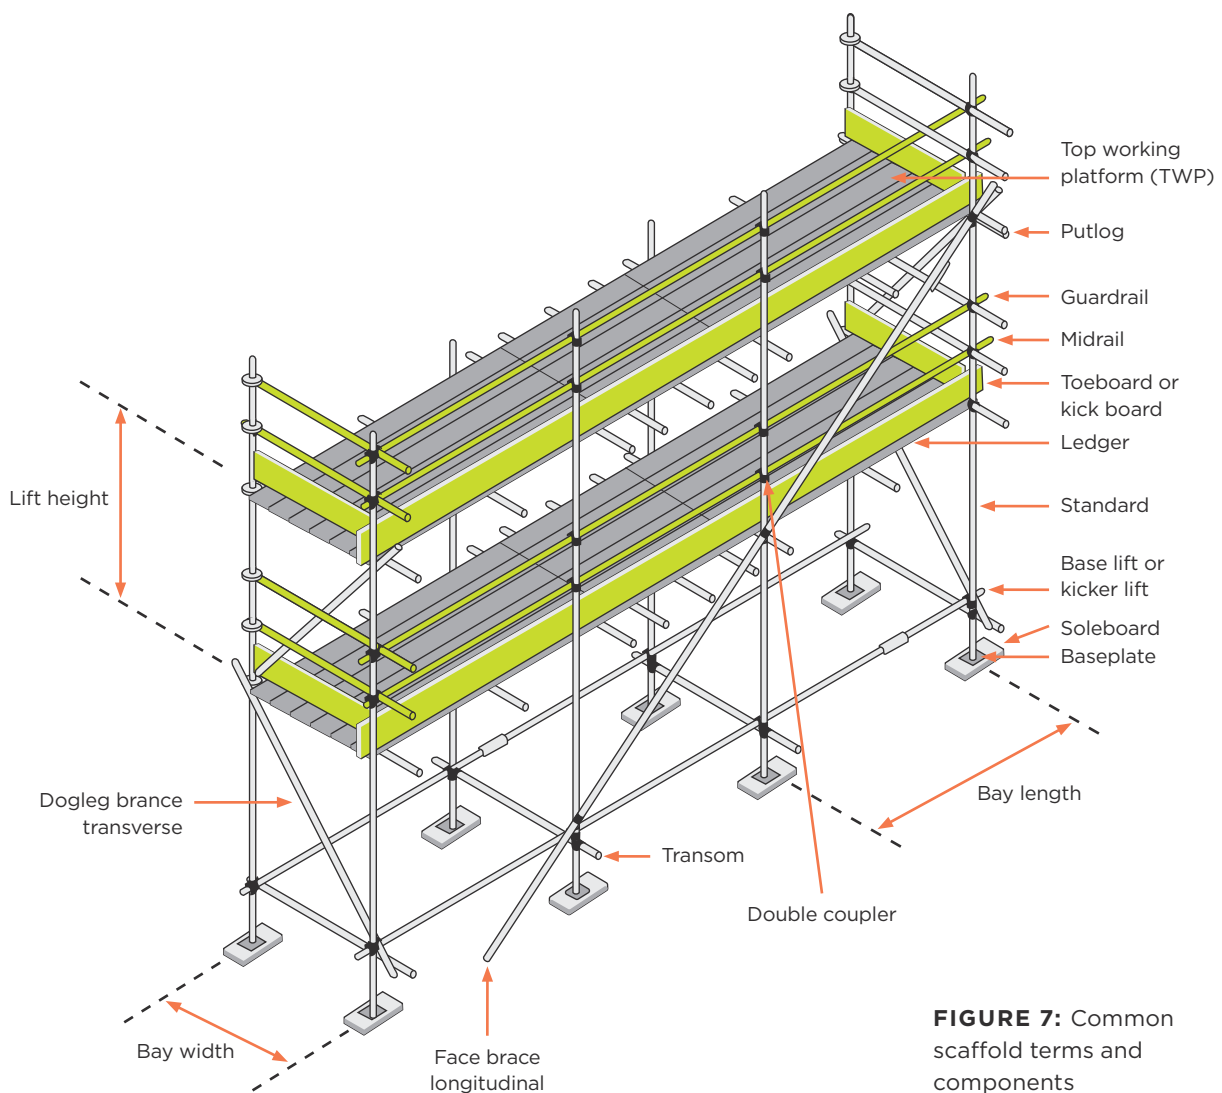 Top working
platform (TWP)
Putlog
Guardrail
Midrail
Toeboard or
kick board
Ledger
Lift height
Standard
Base lift or
kicker lift
Soleboard
Baseplate
Dogleg brance
transverse
Bay length
Transom
Double coupler
Bay width
Face brace
longitudinal
FIGURE 7: Common
scaffold terms and
components